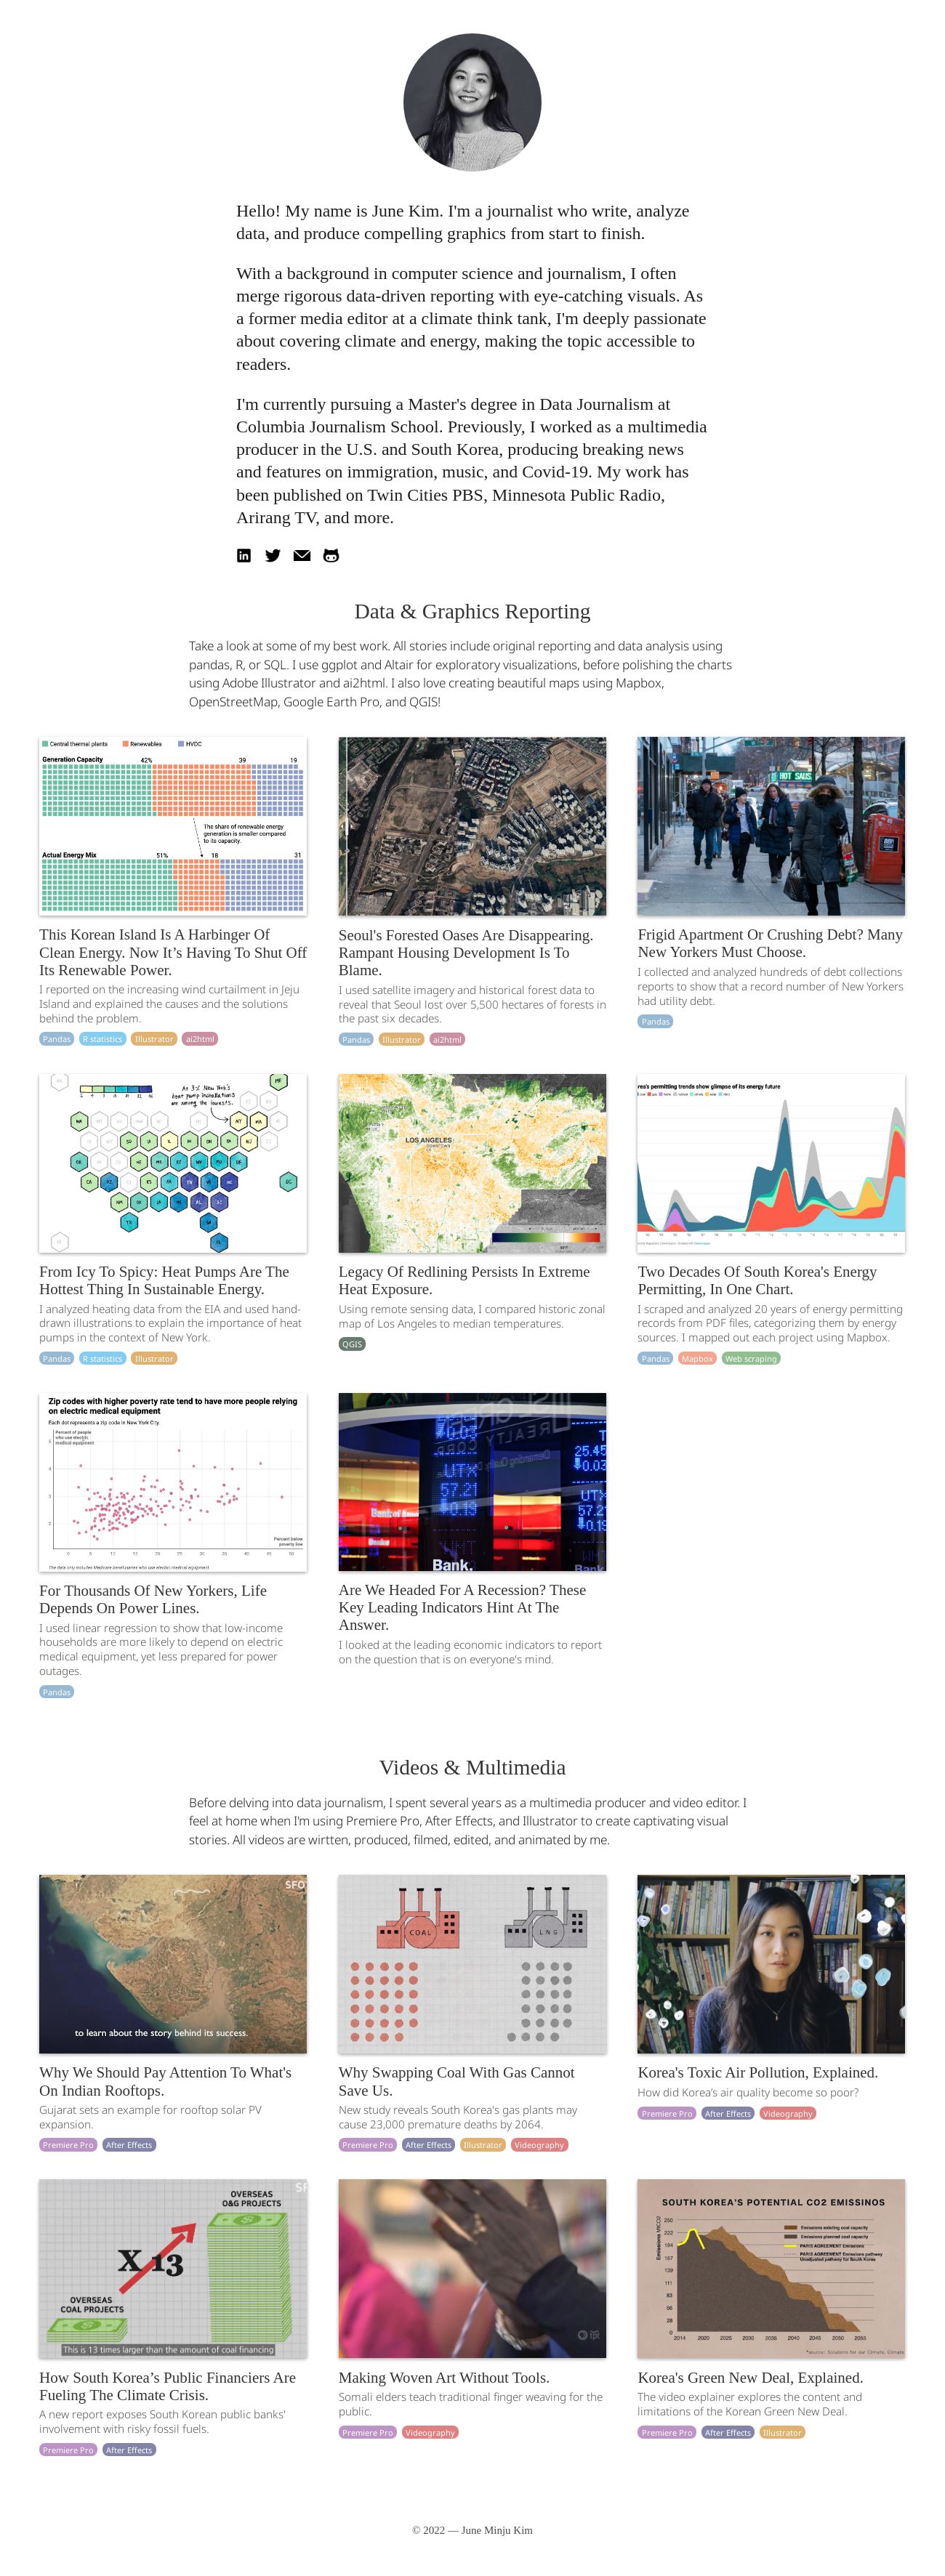 Hello! My name is June Kim. I'm a journalist who write, analyze
data, and produce compelling graphics from start to finish.
With a background in computer science and journalism, I often
merge rigorous data-driven reporting with eye-catching visuals. As
a former media editor at a climate think tank, I'm deeply passionate
about covering climate and energy, making the topic accessible to
readers.
I'm currently pursuing a Master's degree in Data Journalism at
Columbia Journalism School. Previously, I worked as a multimedia
producer in the U.S. and South Korea, producing breaking news
and features on immigration, music, and Covid-19. My work has
been published on Twin Cities PBS, Minnesota Public Radio,
Arirang TV, and more.
Data & Graphics Reporting
Take a look at some of my best work. All stories include original reporting and data analysis using
pandas, R, or SQL. I use ggplot and Altair for exploratory visualizations, before polishing the charts
using Adobe Illustrator and ai2html. I also love creating beautiful maps using Mapbox,
OpenStreetMap, Google Earth Pro, and QGIS!
Central thermal plants Renewables HVDC
Generation Capacity 42% 39 19
The share of renewable energy
generation is smaller compared
to its capacity.
Actual Energy Mix 51% 18 31
This Korean Island Is A Harbinger Of
Clean Energy. Now It’s Having To Shut Off
Its Renewable Power.
I reported on the increasing wind curtailment in Jeju
Island and explained the causes and the solutions
behind the problem.
Pandas R statistics Illustrator ai2html
Seoul's Forested Oases Are Disappearing.
Rampant Housing Development Is To
Blame.
I used satellite imagery and historical forest data to
reveal that Seoul lost over 5,500 hectares of forests in
the past six decades.
Pandas Illustrator ai2html
HOT SAUS
Frigid Apartment Or Crushing Debt? Many
New Yorkers Must Choose.
I collected and analyzed hundreds of debt collections
reports to show that a record number of New Yorkers
had utility debt.
Pandas
At 3% New York's
heat pump installations
are among the lowests.
From Icy To Spicy: Heat Pumps Are The
Hottest Thing In Sustainable Energy.
I analyzed heating data from the EIA and used hand-
drawn illustrations to explain the importance of heat
pumps in the context of New York.
Pandas R statistics Illustrator
LOS ANGELES
Legacy Of Redlining Persists In Extreme
Heat Exposure.
Using remote sensing data, I compared historic zonal
map of Los Angeles to median temperatures.
QGIS
rea's permitting trends show glimpse of its energy future
Two Decades Of South Korea's Energy
Permitting, In One Chart.
I scraped and analyzed 20 years of energy permitting
records from PDF files, categorizing them by energy
sources. I mapped out each project using Mapbox.
Pandas Mapbox Web scraping
Zip codes with higher poverty rate tend to have more people relying
on electric medical equipment
Each dot represents a zip code in New York City.
Percent of people
who use electric
medical equipment
Percent below
poverty line
The data only includes Medicare beneficiaries who use electric medical equipment.
For Thousands Of New Yorkers, Life
Depends On Power Lines.
I used linear regression to show that low-income
households are more likely to depend on electric
medical equipment, yet less prepared for power
outages.
Pandas
UTX
57.21
Bank.
Are We Headed For A Recession? These
Key Leading Indicators Hint At The
Answer.
I looked at the leading economic indicators to report
on the question that is on everyone's mind.
Videos & Multimedia
Before delving into data journalism, I spent several years as a multimedia producer and video editor. I
feel at home when I'm using Premiere Pro, After Effects, and Illustrator to create captivating visual
stories. All videos are wirtten, produced, filmed, edited, and animated by me.
SFO
to learn about the story behind its success.
Why We Should Pay Attention To What's
On Indian Rooftops.
Gujarat sets an example for rooftop solar PV
expansion.
Premiere Pro After Effects
COAL LNG
Why Swapping Coal With Gas Cannot
Save Us.
New study reveals South Korea's gas plants may
cause 23,000 premature deaths by 2064.
Premiere Pro After Effects Illustrator Videography
Korea's Toxic Air Pollution, Explained.
How did Korea’s air quality become so poor?
Premiere Pro After Effects Videography
SF
OVERSEAS
O&G PROJECTS
X 13
OVERSEAS
COAL PROJECTS
This is 13 times larger than the amount of coal financing
How South Korea’s Public Financiers Are
Fueling The Climate Crisis.
A new report exposes South Korean public banks'
involvement with risky fossil fuels.
Premiere Pro After Effects
Making Woven Art Without Tools.
Somali elders teach traditional finger weaving for the
public.
Premiere Pro Videography
SOUTH KOREA'S POTENTIAL CO2 EMISSINOS
Emissions existing coal capacity
Emissions planned coal capacity
PARIS AGREEMENT Emissions
PARIS AGREEMENT Emissions pathway
Korea's Green New Deal, Explained.
The video explainer explores the content and
limitations of the Korean Green New Deal.
Premiere Pro After Effects Illustrator
© 2022 — June Minju Kim